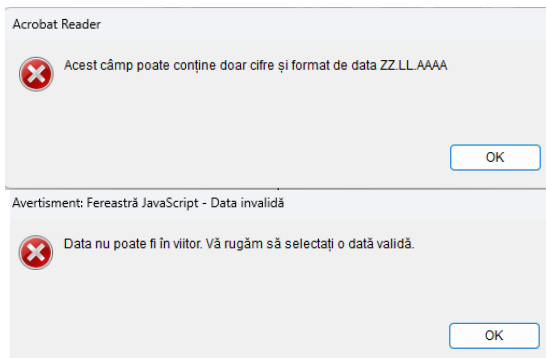 Acrobat Reader
Acest câmp poate conține doar cifre și format de data ZZ.LL.AAAA
OK
Avertisment: Fereastră JavaScript - Data invalidă
Data nu poate fi în viitor. Vă rugăm să selectați o dată validă.
OK